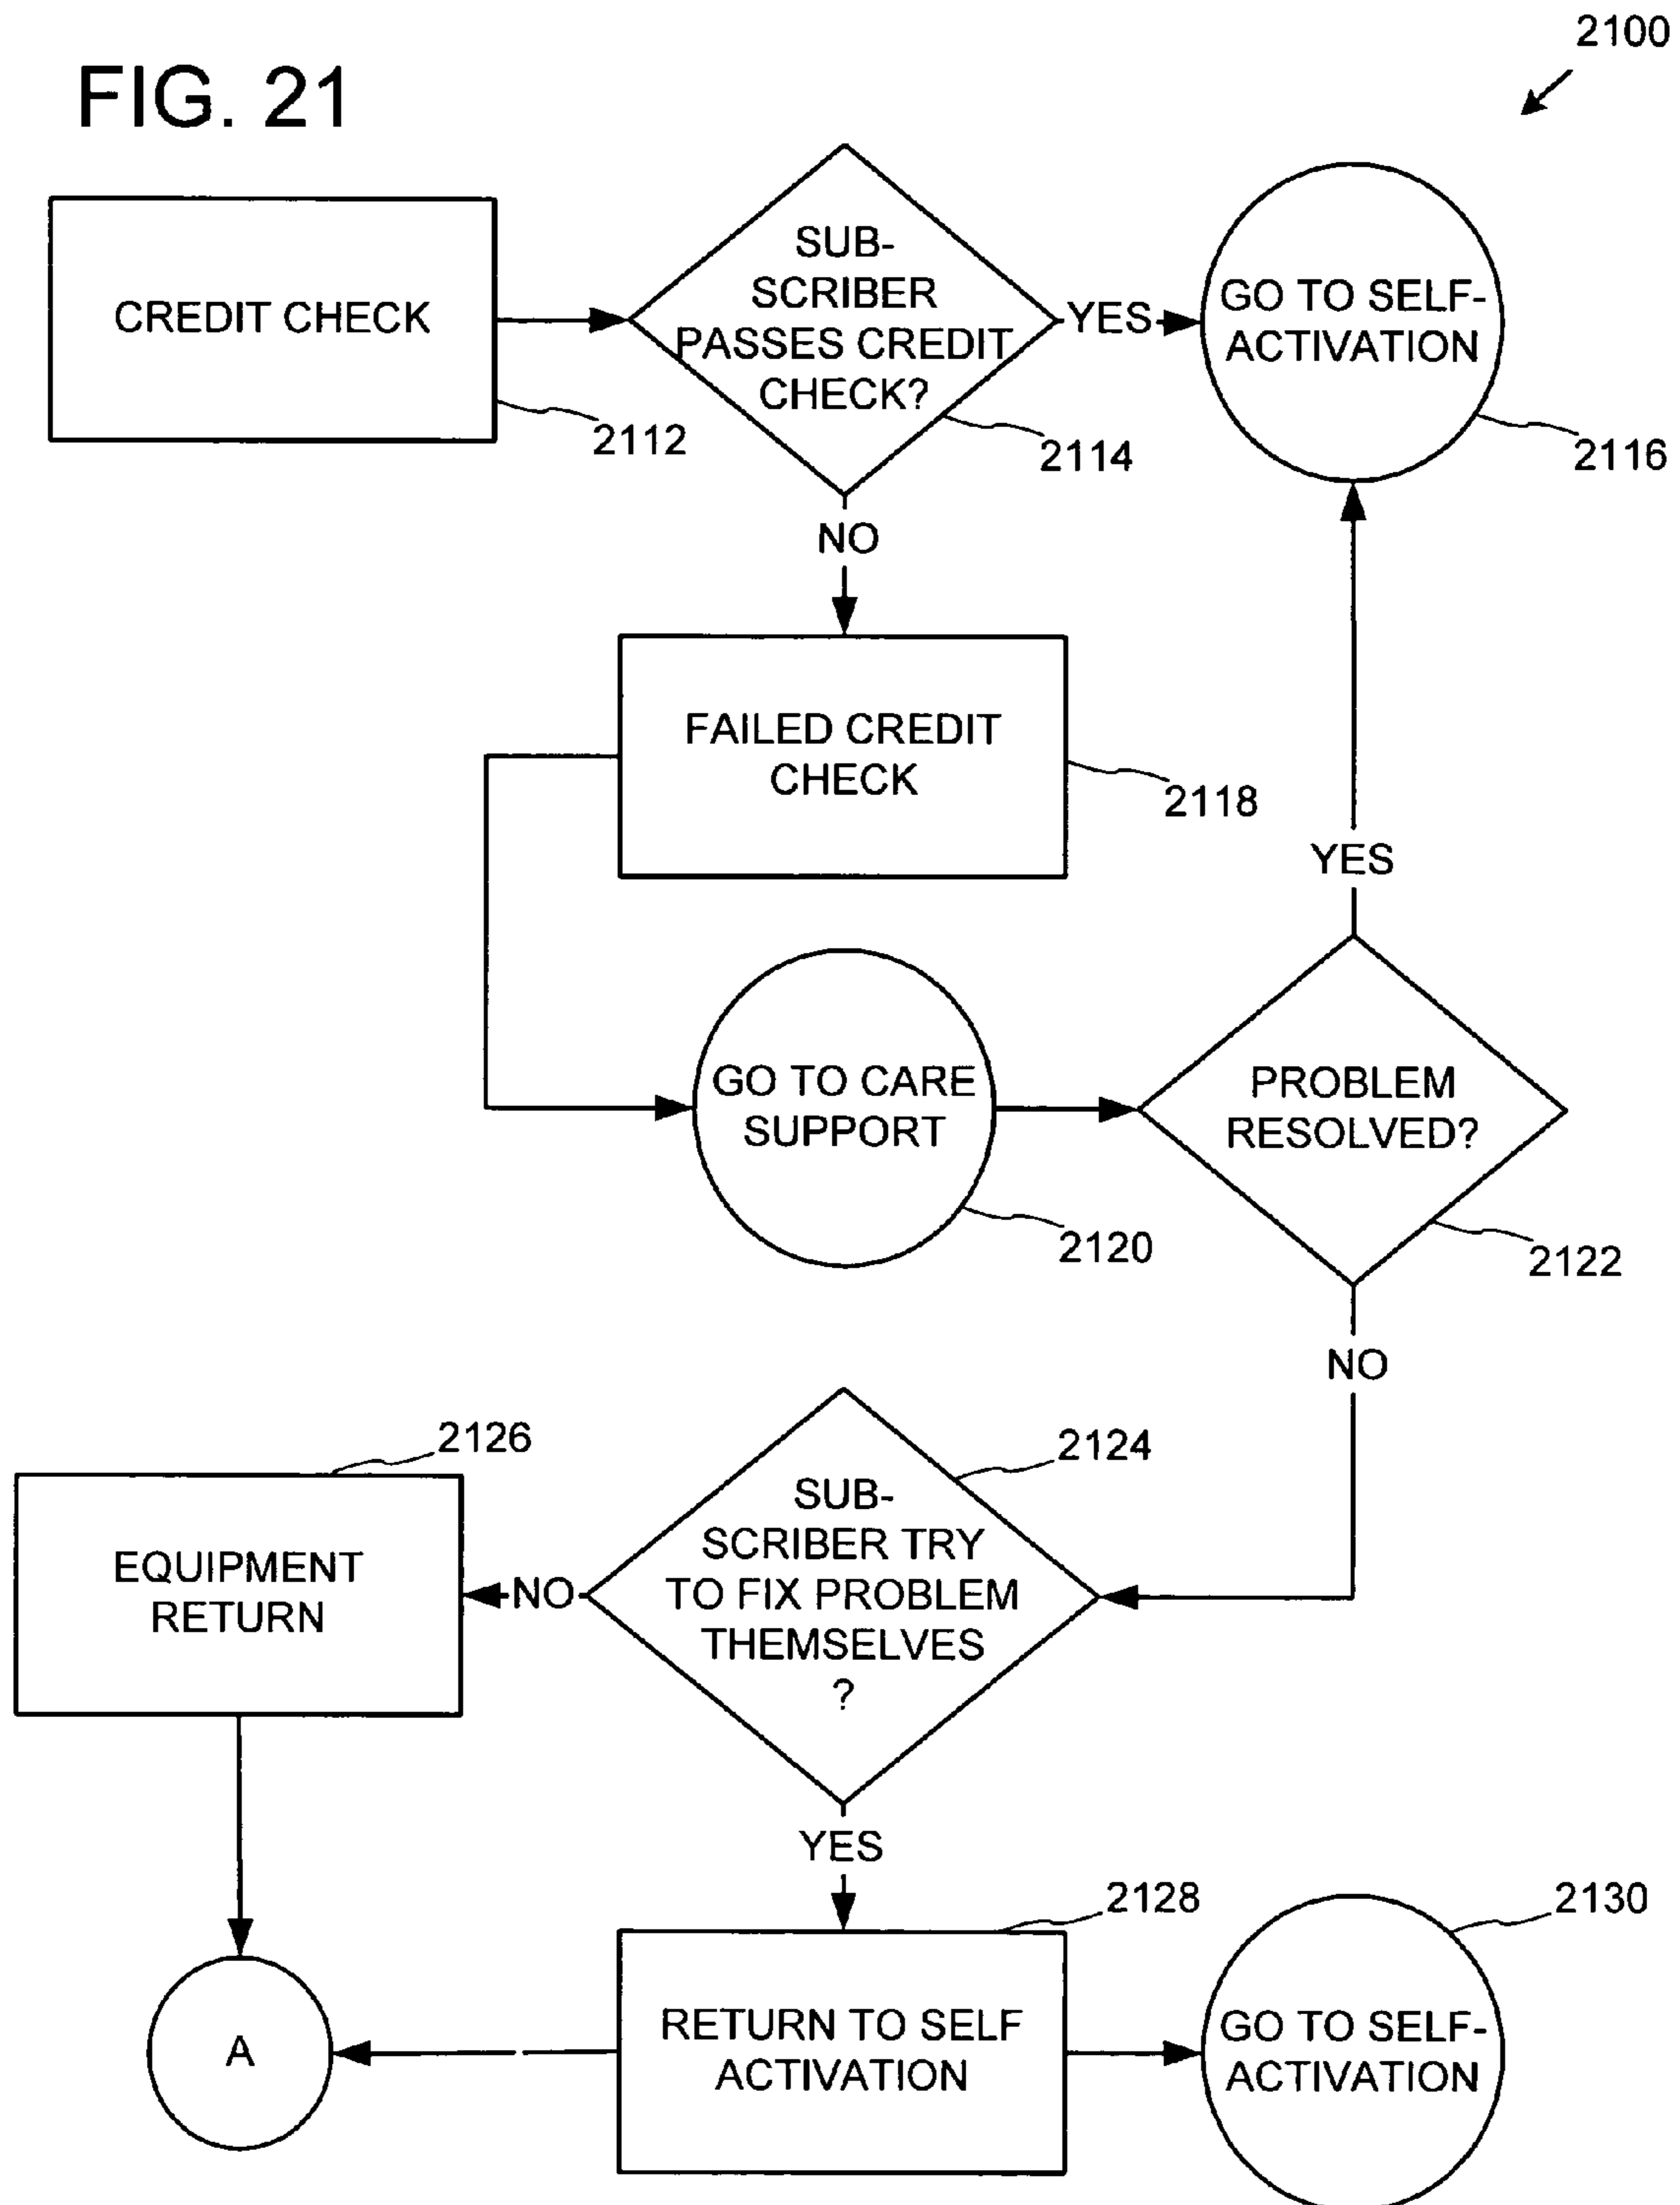 2100
FIG. 21
CREDIT CHECK
2112
SUB-
SCRIBER
PASSES CREDIT
CHECK?
2114
YES
GO TO SELF-
ACTIVATION
2116
NO
FAILED CREDIT
CHECK
2118
YES
GO TO CARE
SUPPORT
2120
PROBLEM
RESOLVED?
2122
NO
2126
EQUIPMENT
RETURN
NO
2124
SUB-
SCRIBER TRY
TO FIX PROBLEM
THEMSELVES
?
YES
2128
RETURN TO SELF
ACTIVATION
2130
GO TO SELF-
ACTIVATION
A